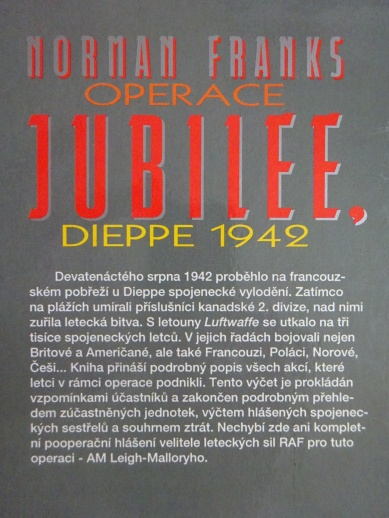 NORMAN FRANKS
OPERACE
JUBILEE,
DIEPPE 1942
Devatenáctého srpna 1942 proběhlo na francouz-
ském pobřeží u Dieppe spojenecké vylodění. Zatímco
na plážích umírali příslušníci kanadské 2. divize, nad nimi
zuřila letecká bitva. S letouny Luftwaffe se utkalo na tři
tisíce spojeneckých letců. V jejich řadách bojovali nejen
Britové a Američané, ale také Francouzi, Poláci, Norové,
Češi... Kniha přináší podrobný popis všech akcí, které
letci v rámci operace podnikli. Tento výčet je prokládán
vzpomínkami účastníků a zakončen podrobným přehle-
dem zúčastněných jednotek, výčtem hlášených spojenec-
kých sestřelů a souhrnem ztrát. Nechybí zde ani komplet-
ní pooperační hlášení velitele leteckých sil RAF pro tuto
operaci - AM Leigh-Malloryho.